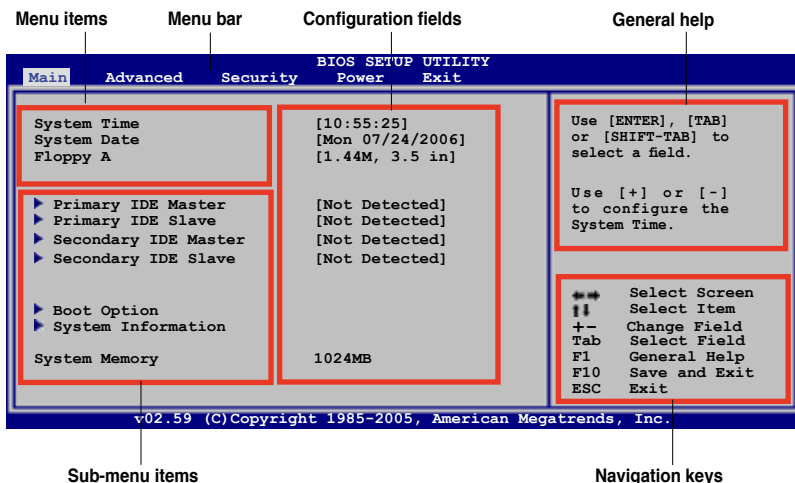 Menu items Menu bar Configuration fields General help
BIOS SETUP UTILITY
Main Advanced Security Power Exit
System Time [10:55:25]
System Date [Mon 07/24/2006]
Floppy A [1.44M, 3.5 in]
Primary IDE Master [Not Detected]
Primary IDE Slave [Not Detected]
Secondary IDE Master [Not Detected]
Secondary IDE Slave [Not Detected]
Boot Option
System Information
System Memory 1024MB
Use [ENTER], [TAB]
or [SHIFT-TAB] to
select a field.
Use [+] or [-]
to configure the
System Time.
Select Screen
Select Item
+- Change Field
Tab Select Field
F1 General Help
F10 Save and Exit
ESC Exit
v02.59 (C)Copyright 1985-2005, American Megatrends, Inc.
Sub-menu items Navigation keys